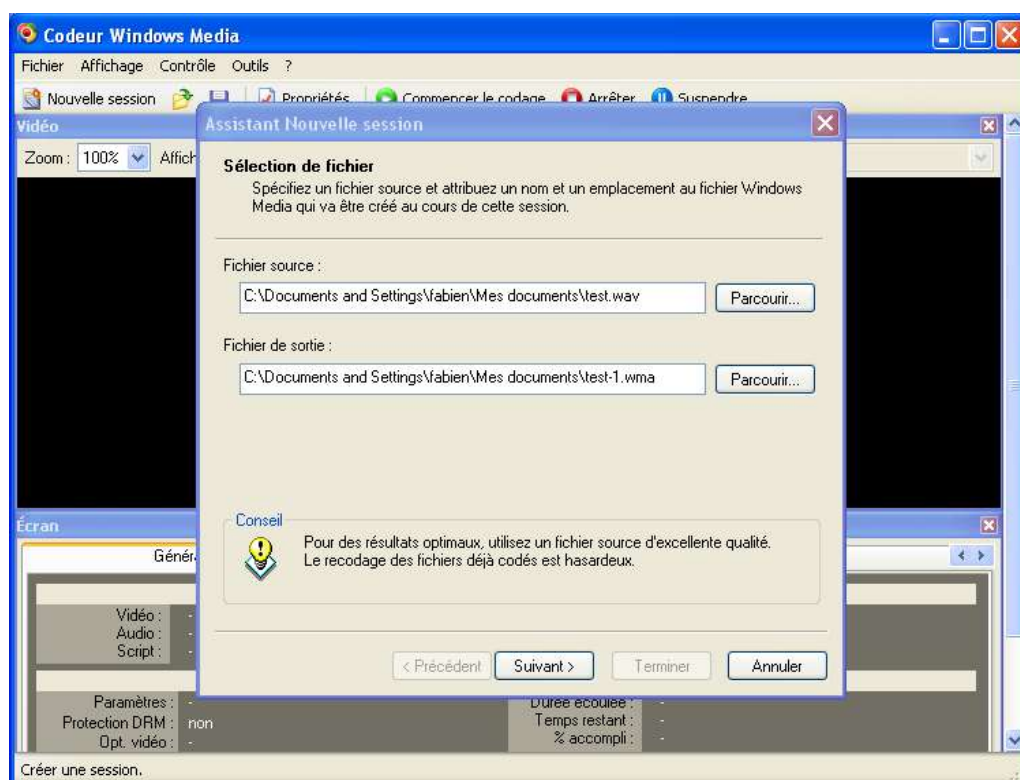 Codeur Windows Media
Fichier Affichage Contrôle Outils ?
Nouvelle session Propriétés Commencer le codage Arrêter Suspendre
Vidéo
Zoom : 100%
Assistant Nouvelle session
Sélection de fichier
Spécifiez un fichier source et attribuez un nom et un emplacement au fichier Windows
Media qui va être créé au cours de cette session.
Fichier source :
C:\Documents and Settings\fabien\Mes documents\test.wav Parcourir...
Fichier de sortie :
C:\Documents and Settings\fabien\Mes documents\test-1.wma Parcourir...
Conseil
Pour des résultats optimaux, utilisez un fichier source d'excellente qualité.
Le recodage des fichiers déjà codés est hasardeux.
< Précédent Suivant > Terminer Annuler
Écran
Vidéo : -
Audio : -
Script : -
Paramètres : -
Protection DRM : non
Opt. vidéo : -
Durée écoulée : -
Temps restant : -
% accompli : -
Créer une session.